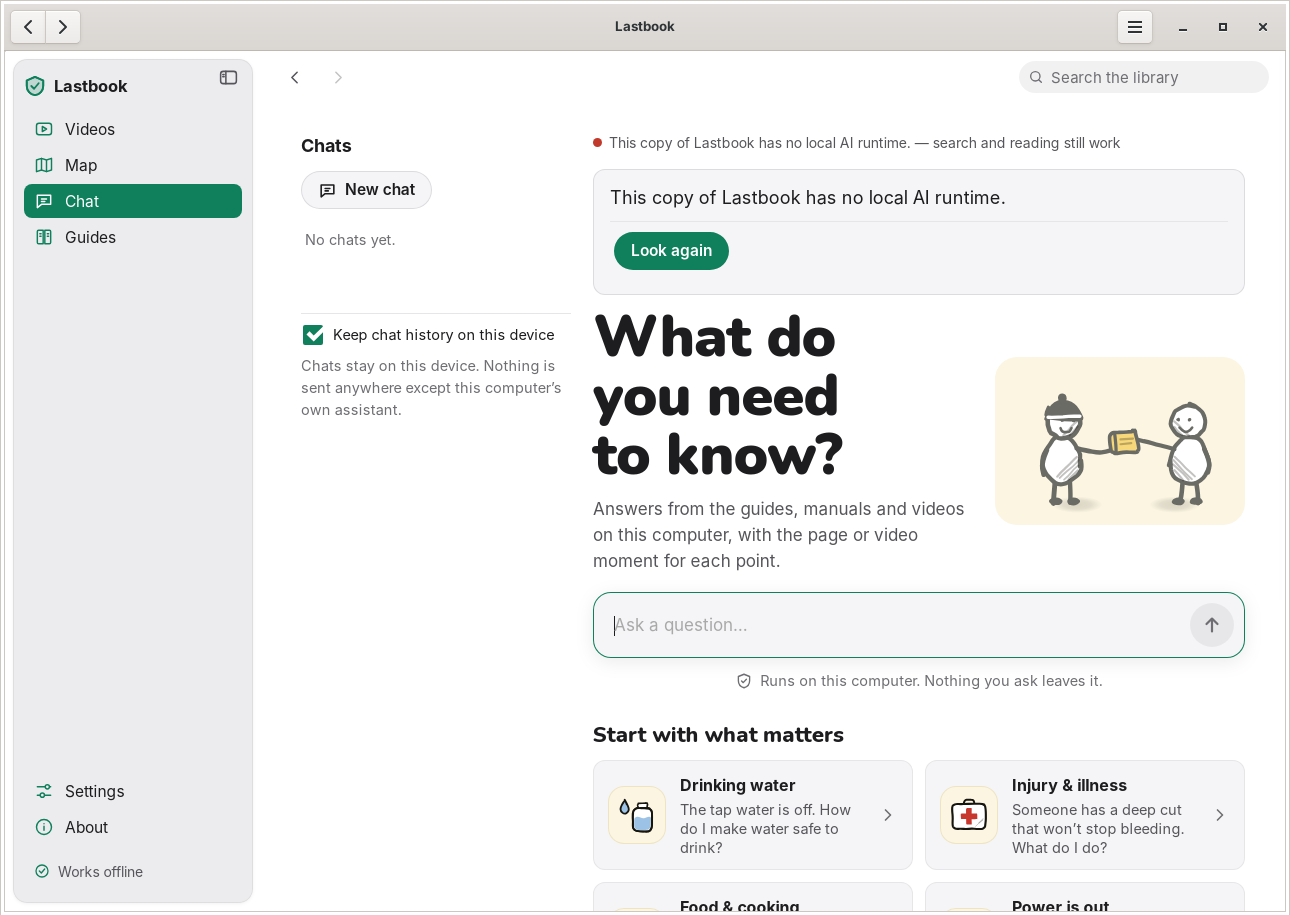 Lastbook
Lastbook
Videos
Map
Chat
Guides
Settings
About
Works offline
Search the library
Chats
New chat
No chats yet.
Keep chat history on this device
Chats stay on this device. Nothing is
sent anywhere except this computer’s
own assistant.
This copy of Lastbook has no local AI runtime. — search and reading still work
This copy of Lastbook has no local AI runtime.
Look again
What do
you need
to know?
Answers from the guides, manuals and videos
on this computer, with the page or video
moment for each point.
Ask a question…
Runs on this computer. Nothing you ask leaves it.
Start with what matters
Drinking water
The tap water is off. How
do I make water safe to
drink?
Injury & illness
Someone has a deep cut
that won’t stop bleeding.
What do I do?
Food & cooking
Power is out